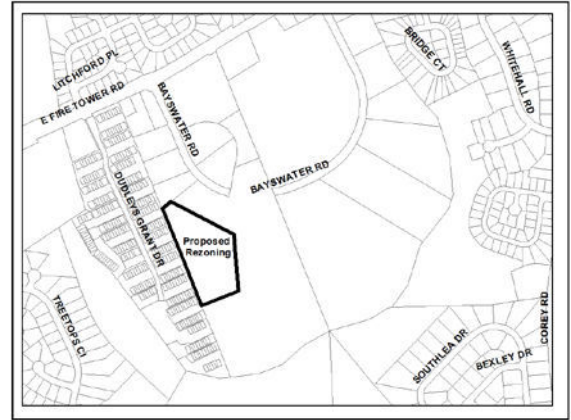 LITCHFORD PL
E FIRE TOWER RD
BAYSWATER RD
BAYSWATER RD
BRIDGE CT
WHITEHALL RD
DUDLEYS GRANT DR
Proposed
Rezoning
TREETOPS CI
SOUTHLEA DR
BEXLEY DR
COREY RD